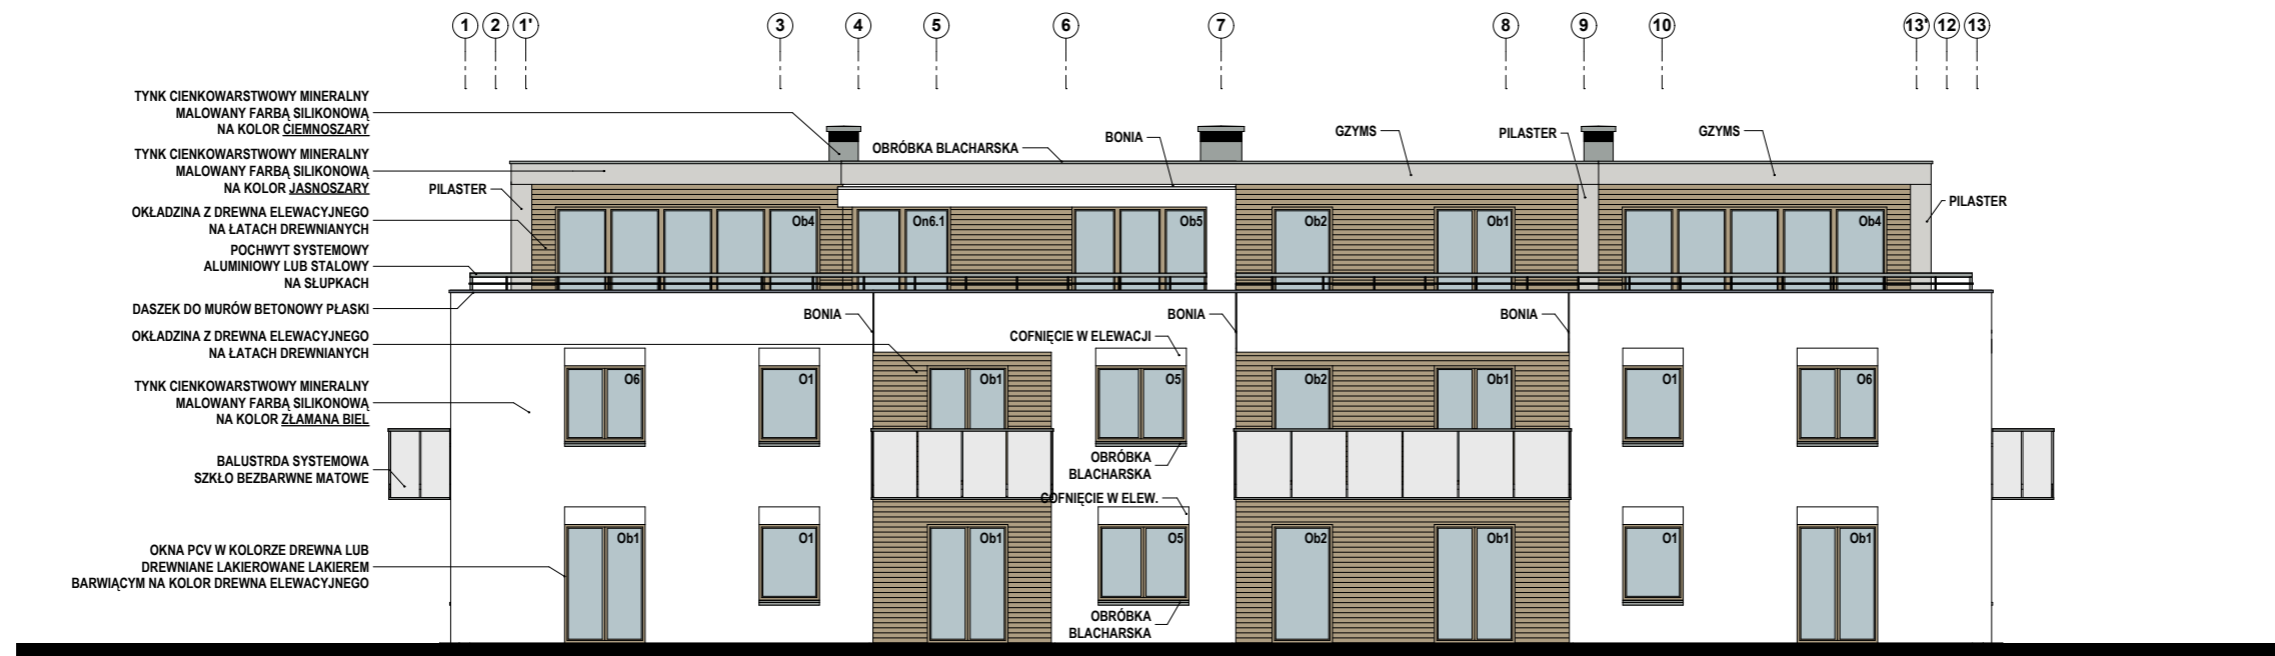 1 2 1' 3 4 5 6 7 8 9 10 13' 12 13
TYNK CIENKOWARSTWOWY MINERALNY
MALOWANY FARBĄ SILIKONOWĄ
NA KOLOR CIEMNOSZARY
TYNK CIENKOWARSTWOWY MINERALNY
MALOWANY FARBĄ SILIKONOWĄ
NA KOLOR JASNOSZARY
OKŁADZINA Z DREWNA ELEWACYJNEGO
NA ŁATACH DREWNIANYCH
POCHWYT SYSTEMOWY
ALUMINIOWY LUB STALOWY
NA SŁUPKACH
DASZEK DO MURÓW BETONOWY PŁASKI
OKŁADZINA Z DREWNA ELEWACYJNEGO
NA ŁATACH DREWNIANYCH
TYNK CIENKOWARSTWOWY MINERALNY
MALOWANY FARBĄ SILIKONOWĄ
NA KOLOR ZŁAMANA BIEL
BALUSTRDA SYSTEMOWA
SZKŁO BEZBARWNE MATOWE
OKNA PCV W KOLORZE DREWNA LUB
DREWNIANE LAKIEROWANE LAKIEREM
BARWIĄCYM NA KOLOR DREWNA ELEWACYJNEGO
PILASTER
OBRÓBKA BLACHARSKA
BONIA
GZYMS
PILASTER
GZYMS
PILASTER
Ob4 On6.1 Ob5 Ob2 Ob1 Ob4
BONIA
BONIA
BONIA
COFNIĘCIE W ELEWACJI
O6 O1 Ob1 O5 Ob2 Ob1 O1 O6
OBRÓBKA
BLACHARSKA
COFNIĘCIE W ELEW.
Ob1 O1 Ob1 O5 Ob2 Ob1 O1 Ob1
OBRÓBKA
BLACHARSKA